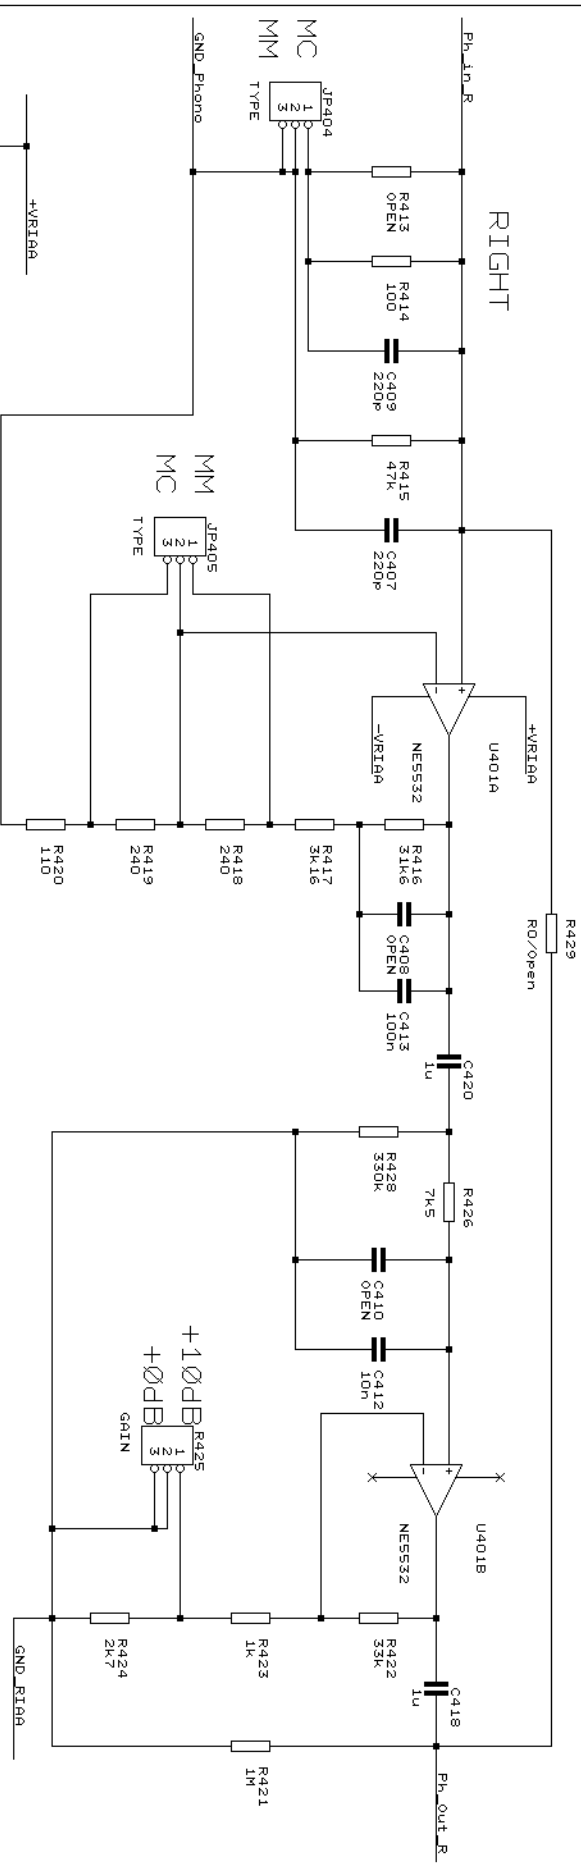 Ph_in_R
RIGHT
MC
MM
JP404
1
2
3
TYPE
GND_Phono
+VRIAA
R413
OPEN
R414
100
C409
220p
R415
47k
C407
220p
MM
MC
JP405
1
2
3
TYPE
+
-
+VRIAA
-VRIAA
U401A
NE5532
R416
31k6
R417
3k16
R418
240
R419
240
R420
110
C408
OPEN
C413
100n
R429
R0/Open
C420
1u
R428
330k
R426
7k5
C410
OPEN
C412
10n
+10dB
+0dB
R425
1
2
3
GAIN
+
-
U401B
NE5532
R422
33k
R423
1k
R424
2k7
C418
1u
GND_RIAA
R421
1M
Ph_Out_R